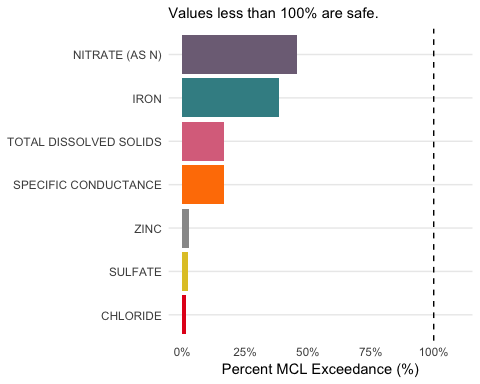 Values less than 100% are safe.
NITRATE (AS N)
IRON
TOTAL DISSOLVED SOLIDS
SPECIFIC CONDUCTANCE
ZINC
SULFATE
CHLORIDE
0% 25% 50% 75% 100%
Percent MCL Exceedance (%)